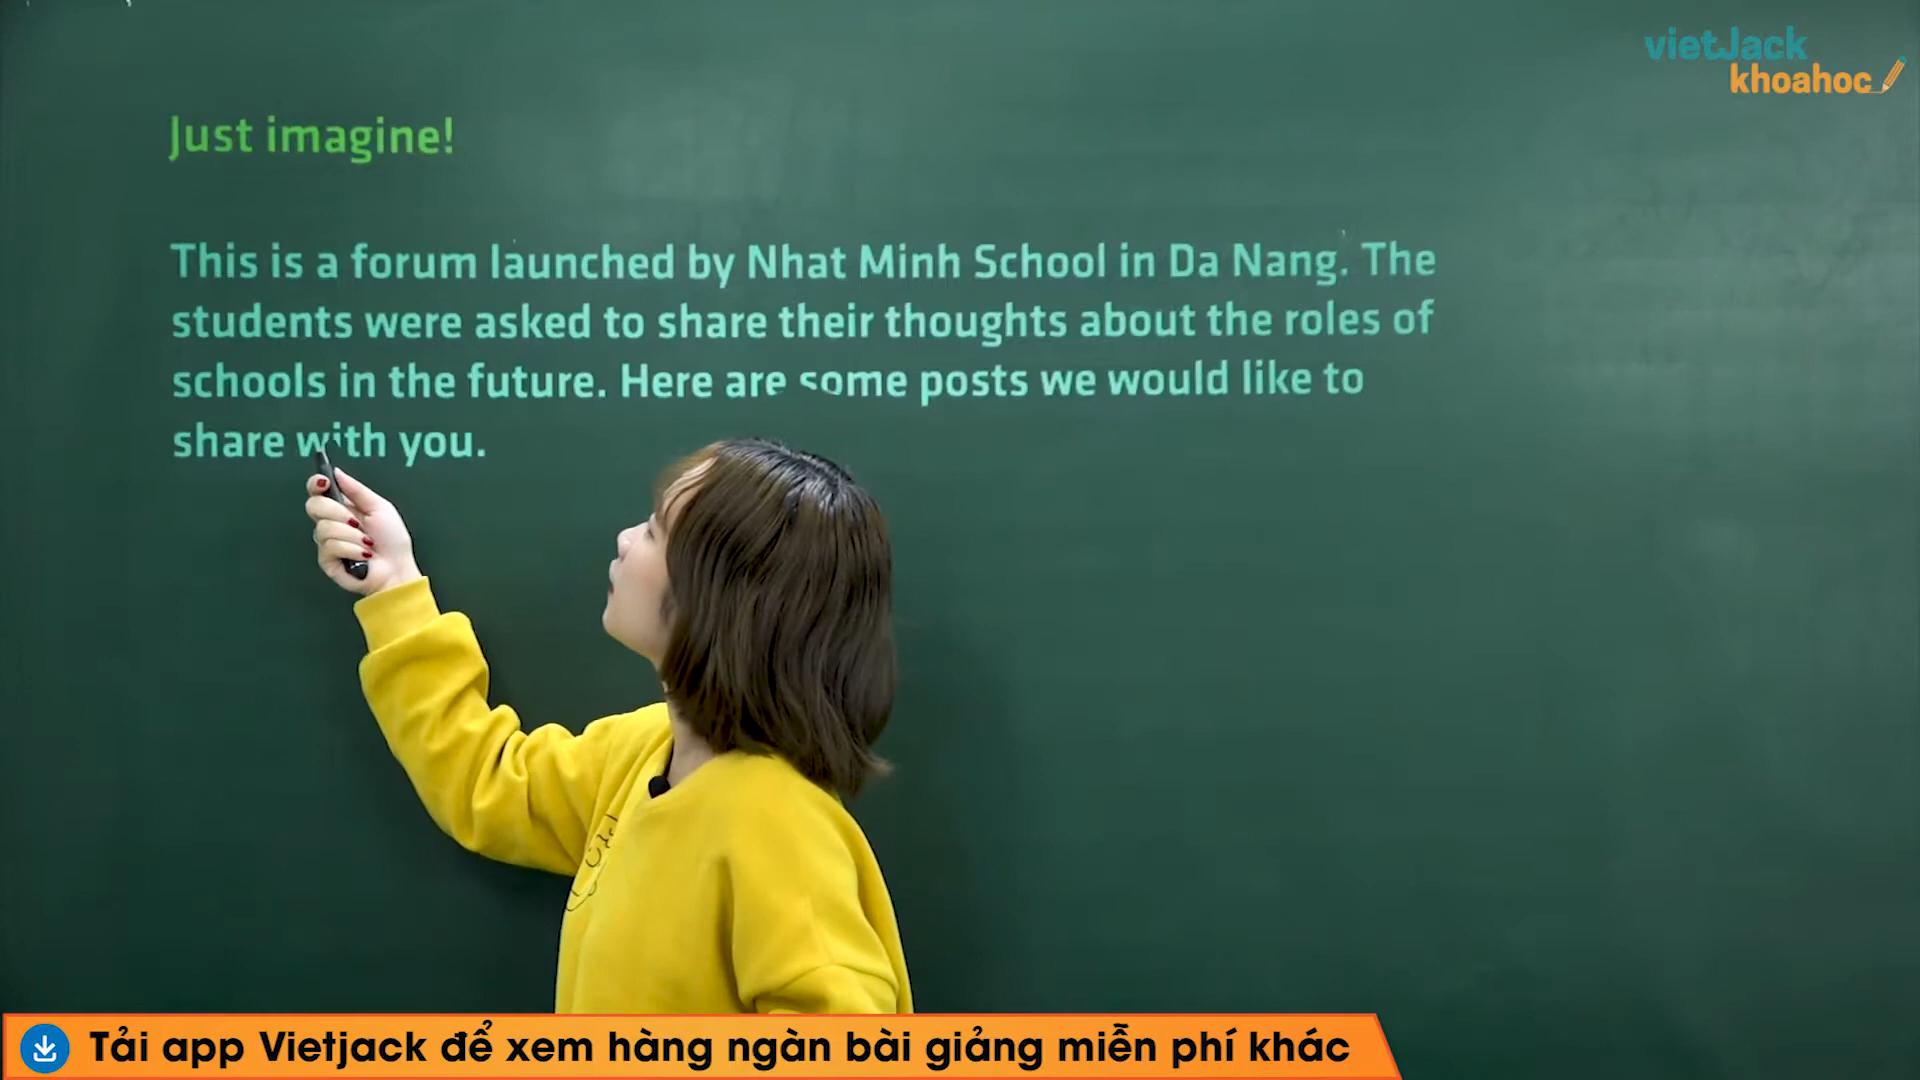 vietJack
khoahoc
Just imagine!
This is a forum launched by Nhat Minh School in Da Nang. The
students were asked to share their thoughts about the roles of
schools in the future. Here are some posts we would like to
share with you.
Tải app Vietjack để xem hàng ngàn bài giảng miễn phí khác